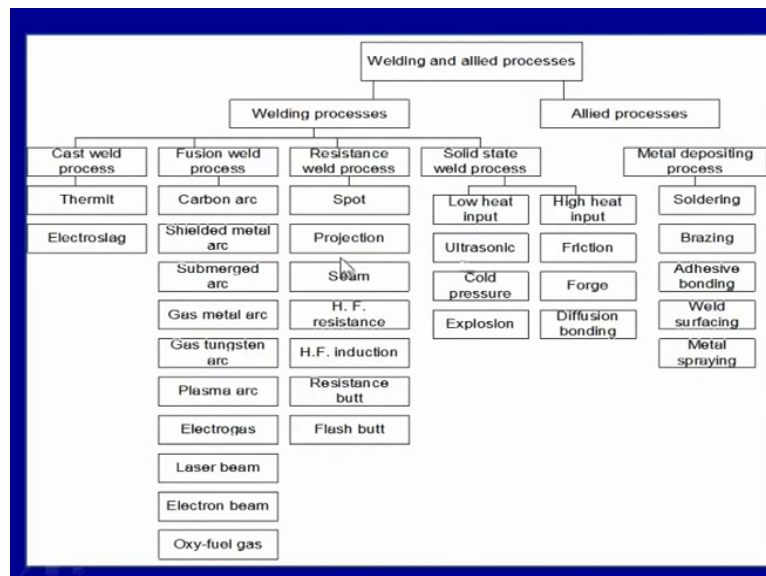 Welding and allied processes
Welding processes
Allied processes
Cast weld
process
Fusion weld
process
Resistance
weld process
Solid state
weld process
Metal depositing
process
Thermit
Electroslag
Carbon arc
Shielded metal
arc
Submerged
arc
Gas metal arc
Gas tungsten
arc
Plasma arc
Electrogas
Laser beam
Electron beam
Oxy-fuel gas
Spot
Projection
Seam
H. F.
resistance
H.F. induction
Resistance
butt
Flash butt
Low heat
input
Ultrasonic
Cold
pressure
Explosion
High heat
input
Friction
Forge
Diffusion
bonding
Soldering
Brazing
Adhesive
bonding
Weld
surfacing
Metal
spraying